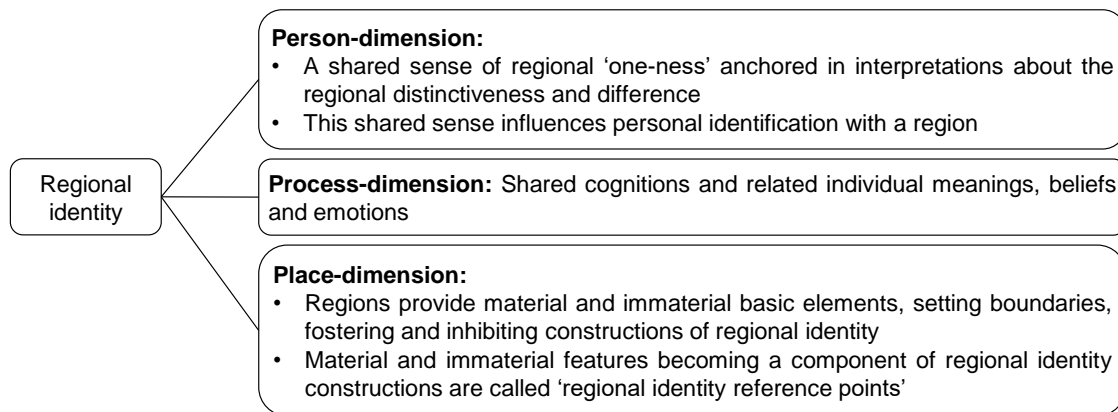 Person-dimension:
• A shared sense of regional ‘one-ness’ anchored in interpretations about the
regional distinctiveness and difference
• This shared sense influences personal identification with a region
Regional
identity
Process-dimension: Shared cognitions and related individual meanings, beliefs
and emotions
Place-dimension:
• Regions provide material and immaterial basic elements, setting boundaries,
fostering and inhibiting constructions of regional identity
• Material and immaterial features becoming a component of regional identity
constructions are called ‘regional identity reference points’